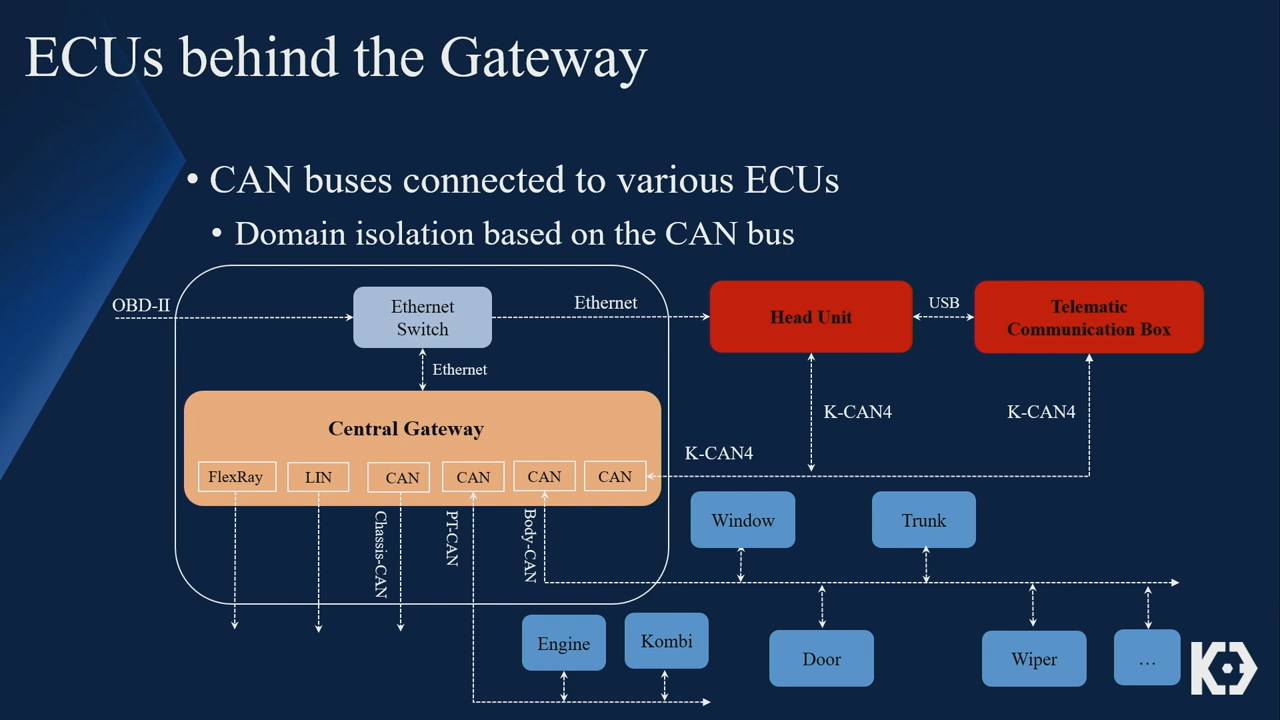 ECUs behind the Gateway
• CAN buses connected to various ECUs
• Domain isolation based on the CAN bus
OBD-II
Ethernet
Switch
Ethernet
Head Unit
USB
Telematic
Communication Box
Ethernet
K-CAN4
K-CAN4
Central Gateway
K-CAN4
FlexRay
LIN
CAN
CAN
CAN
CAN
Chassis-CAN
PT-CAN
Body-CAN
Window
Trunk
Engine
Kombi
Door
Wiper
...